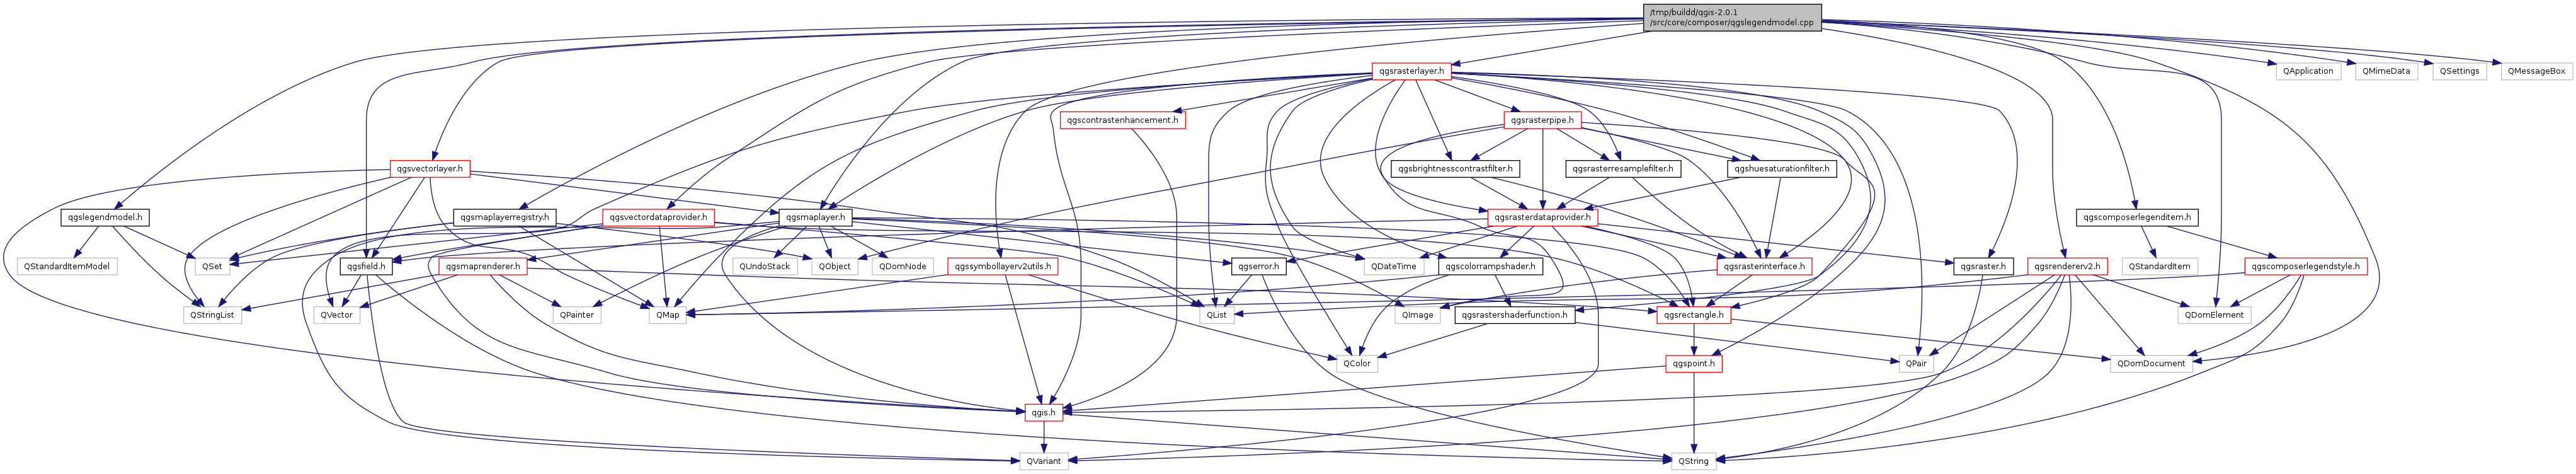 /tmp/buildd/qgis-2.0.1
/src/core/composer/qgslegendmodel.cpp
qgsrasterlayer.h
QApplication
QMimeData
QSettings
QMessageBox
qgscontrastenhancement.h
qgsrasterpipe.h
qgsvectorlayer.h
qgsbrightnesscontrastfilter.h
qgsrasterresamplefilter.h
qgshuesaturationfilter.h
qgslegendmodel.h
qgsmaplayerregistry.h
qgsvectordataprovider.h
qgsmaplayer.h
qgsrasterdataprovider.h
qgscomposerlegenditem.h
QStandardItemModel
QSet
qgsfield.h
qgsmaprenderer.h
QUndoStack
QObject
QDomNode
qgssymbollayerv2utils.h
qgserror.h
QDateTime
qgscolorrampshader.h
qgsrasterinterface.h
qgsraster.h
qgsrendererv2.h
QStandardItem
qgscomposerlegendstyle.h
QStringList
QVector
QPainter
QMap
QList
QImage
qgsrastershaderfunction.h
qgsrectangle.h
QDomElement
QColor
qgspoint.h
QPair
QDomDocument
qgis.h
QVariant
QString